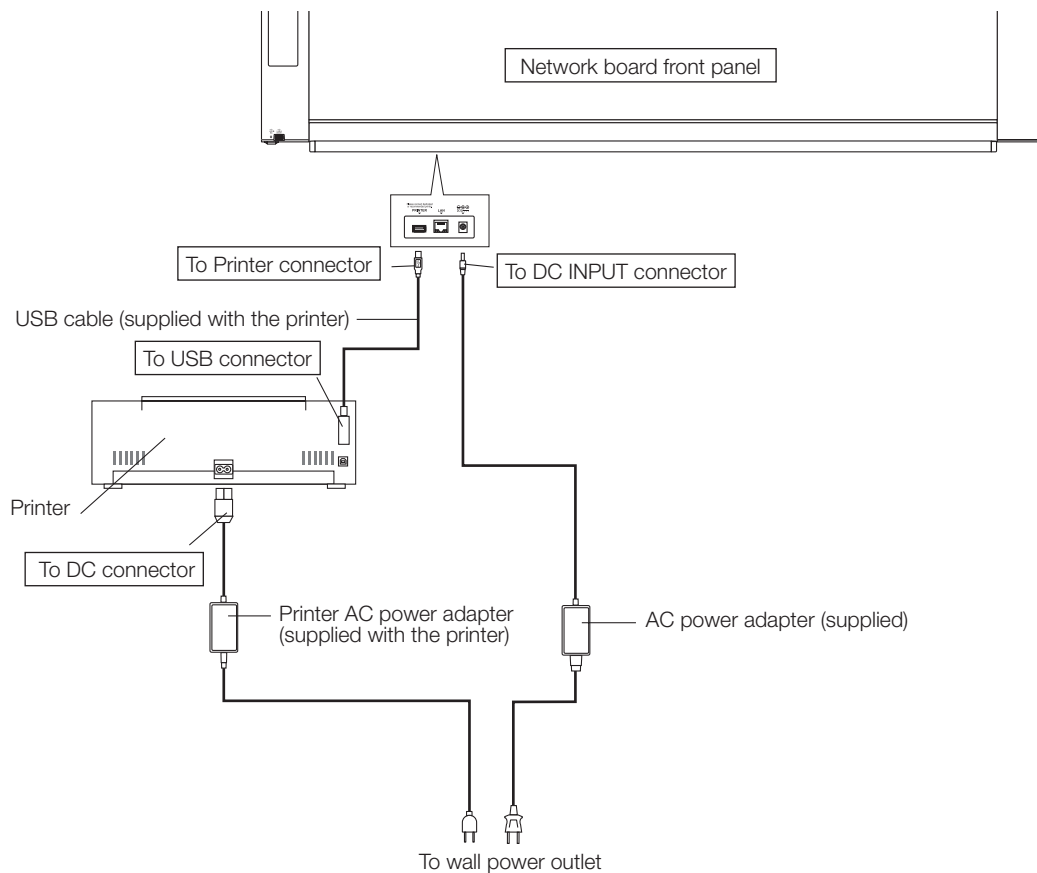 Network board front panel
PRINTER
LAN
To Printer connector
To DC INPUT connector
USB cable (supplied with the printer)
To USB connector
Printer
To DC connector
Printer AC power adapter
(supplied with the printer)
AC power adapter (supplied)
To wall power outlet